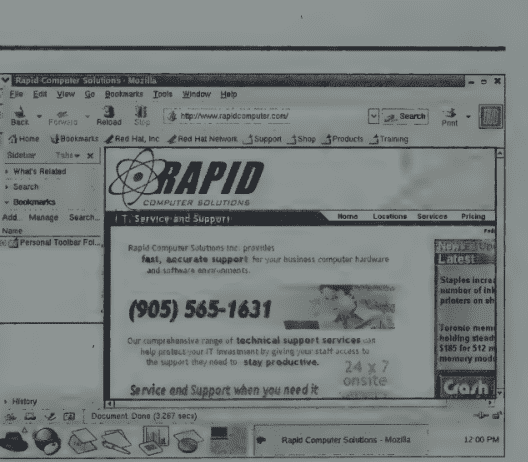 Rapid Computer Solutions - Mozilla
File Edit View Go Bookmarks Tools Window Help
Back Forward Reload Stop http://www.rapidcomputer.com/ Search Print
Home Bookmarks Red Hat, Inc Red Hat Network Support Shop Products Training
Sidebar Tabs
What's Related
Search
Bookmarks
Add Manage Search...
Name
Personal Toolbar Fol...
History
RAPID
COMPUTER SOLUTIONS
I.T. Service and Support
Home Locations Services Pricing
Rapid Computer Solutions Inc. provides
fast, accurate support for your business computer hardware
and software environments.
(905) 565-1631
Our comprehensive range of technical support services can
help protect your IT investment by giving your staff access to
the support they need to stay productive.
24 x 7
onsite
Service and Support when you need it
News
Latest
Staples increa
number of ink
printers on sh
Toronto mem
holding stead
$185 for 512 m
memory modu
Crash
Document: Done (3.267 secs)
Rapid Computer Solutions - Mozilla
12:00 PM